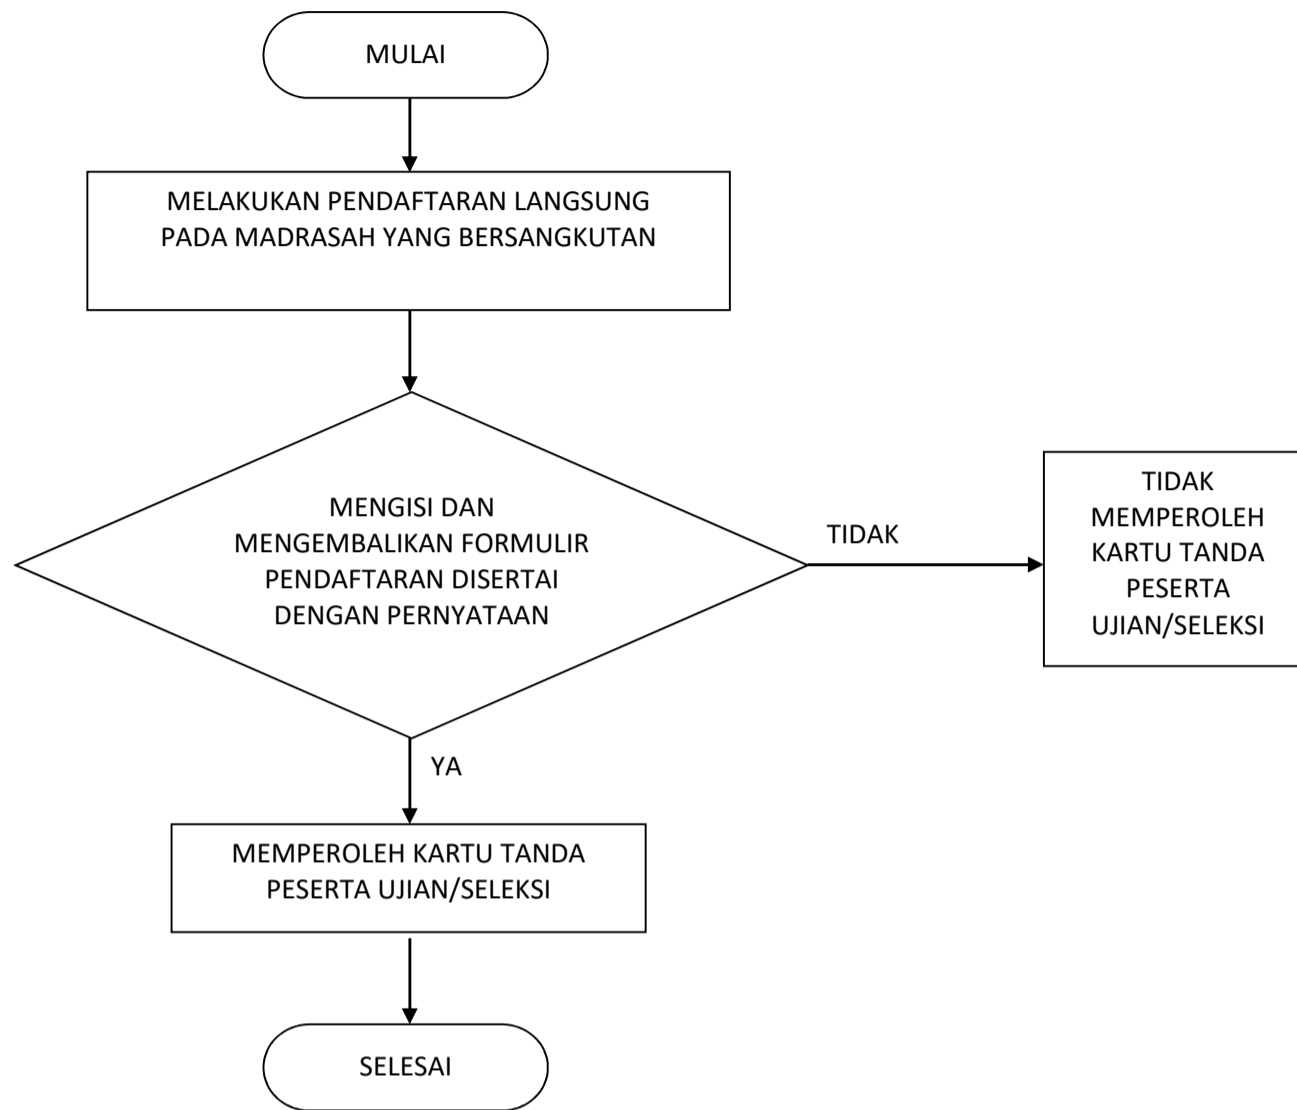 MULAI
MELAKUKAN PENDAFTARAN LANGSUNG
PADA MADRASAH YANG BERSANGKUTAN
MENGISI DAN
MENGEMBALIKAN FORMULIR
PENDAFTARAN DISERTAI
DENGAN PERNYATAAN
TIDAK
TIDAK
MEMPEROLEH
KARTU TANDA
PESERTA
UJIAN/SELEKSI
YA
MEMPEROLEH KARTU TANDA
PESERTA UJIAN/SELEKSI
SELESAI